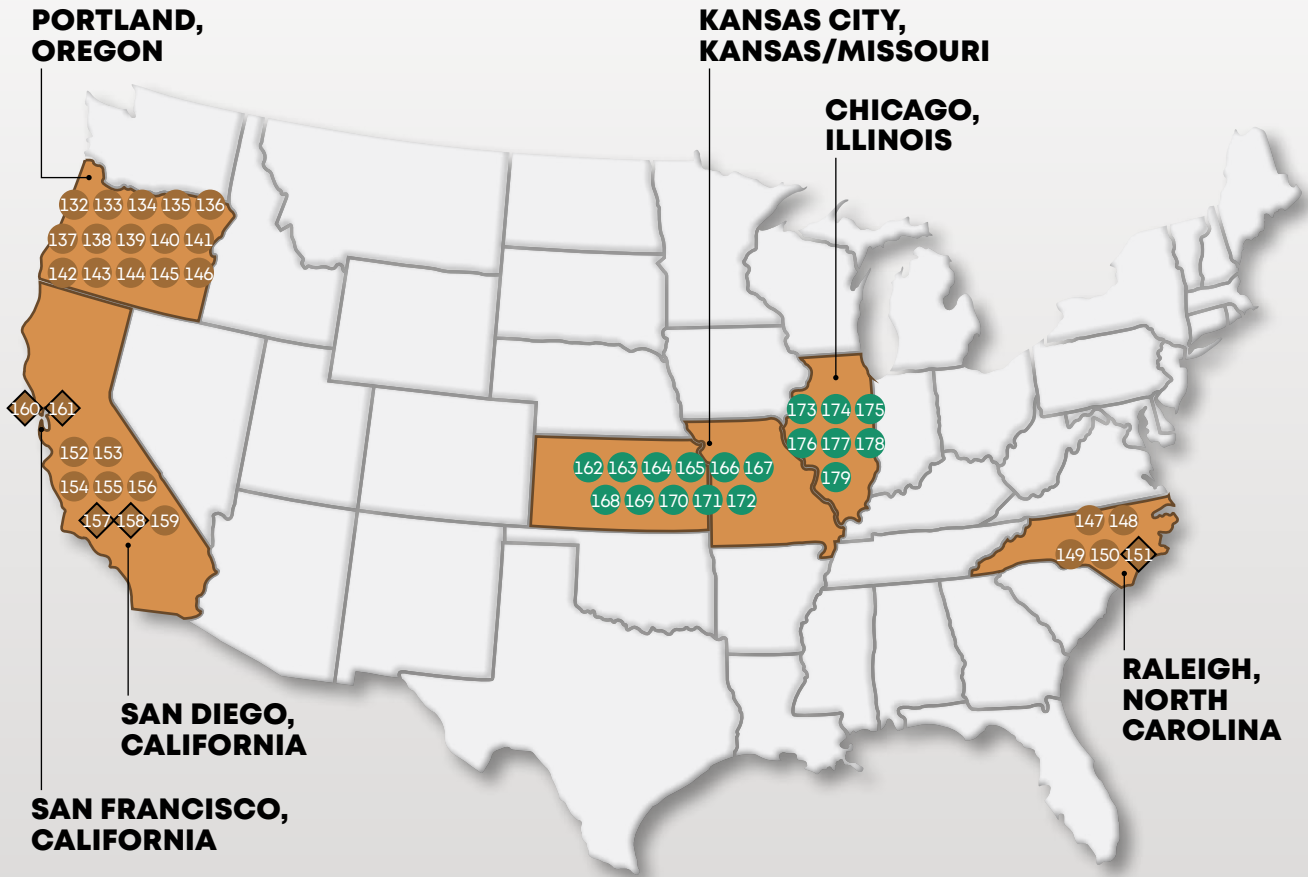 PORTLAND,
OREGON
KANSAS CITY,
KANSAS/MISSOURI
CHICAGO,
ILLINOIS
132 133 134 135 136
137 138 139 140 141
142 143 144 145 146
160 161
152 153
154 155 156
157 158 159
162 163 164 165 166 167
168 169 170 171 172
173 174 175
176 177 178
179
147 148
149 150 151
SAN DIEGO,
CALIFORNIA
SAN FRANCISCO,
CALIFORNIA
RALEIGH,
NORTH
CAROLINA